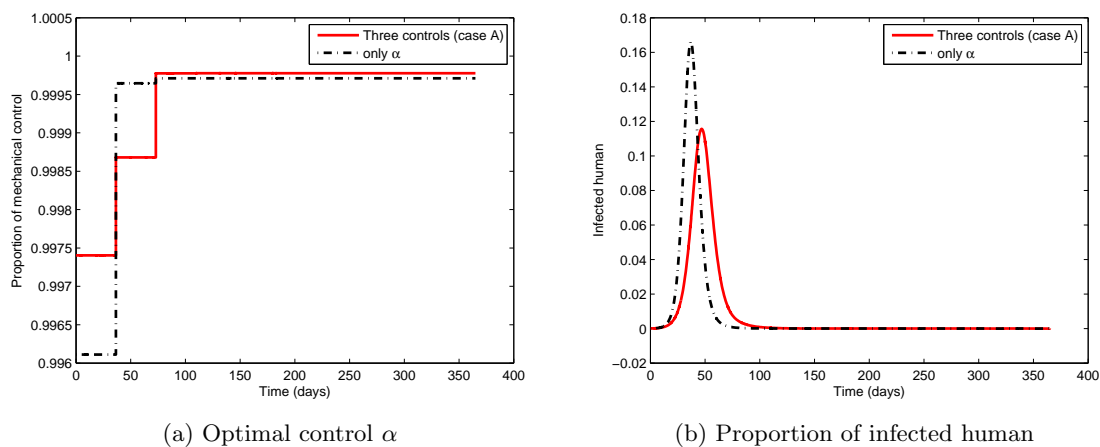 1.0005
1
0.9995
0.999
0.9985
0.998
0.9975
0.997
0.9965
0.996
0 50 100 150 200 250 300 350 400
Time (days)
Proportion of mechanical control
Three controls (case A)
only α
(a) Optimal control α
0.18
0.16
0.14
0.12
0.1
0.08
0.06
0.04
0.02
0
−0.02
0 50 100 150 200 250 300 350 400
Time (days)
Infected human
Three controls (case A)
only α
(b) Proportion of infected human